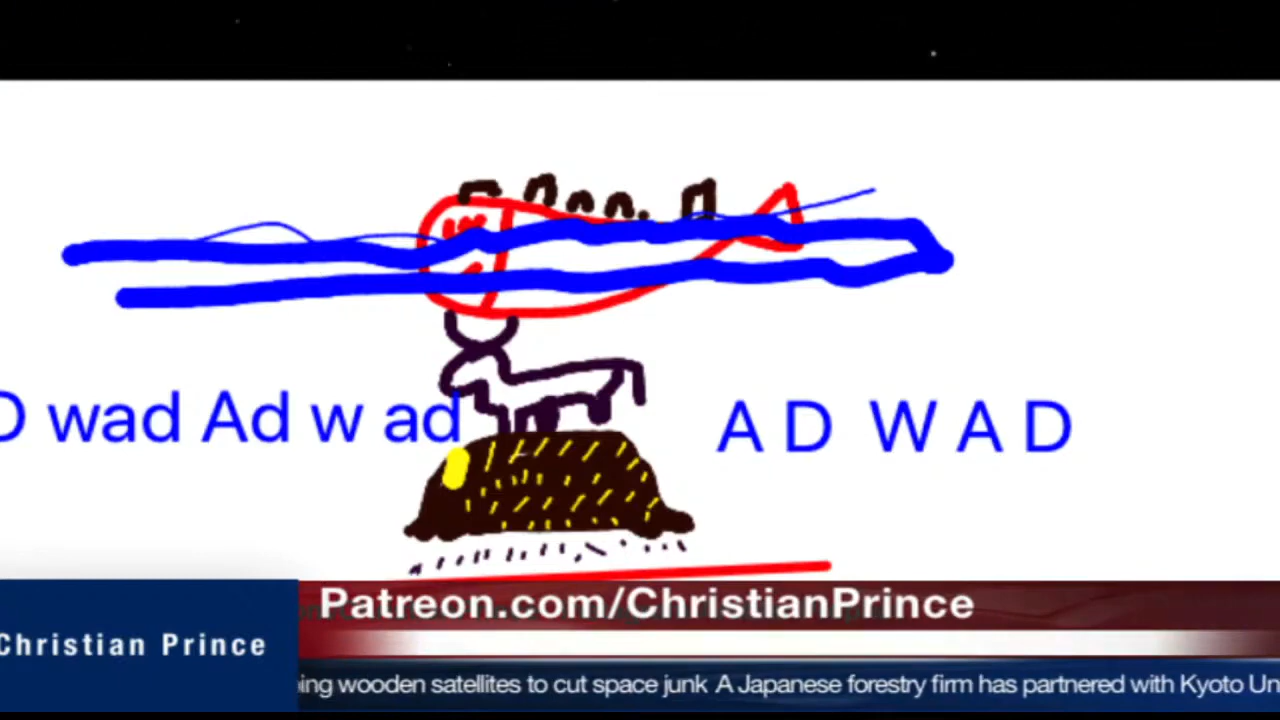 D wad Ad w ad
A D W A D
Patreon.com/ChristianPrince
Christian Prince
ing wooden satellites to cut space junk A Japanese forestry firm has partnered with Kyoto Un